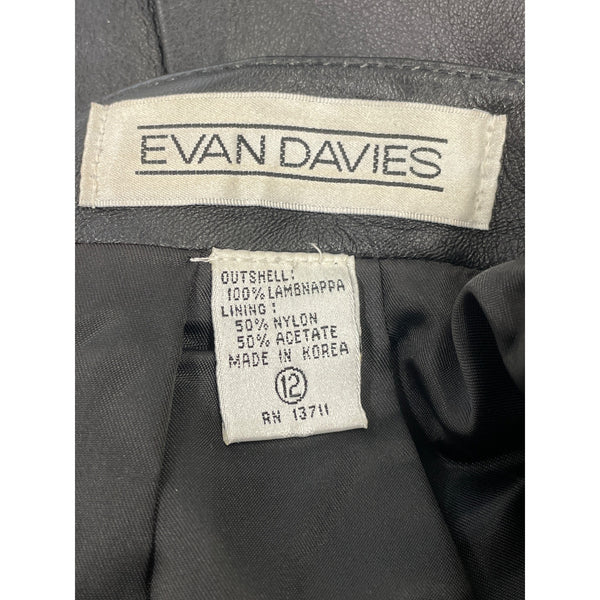 EVAN DAVIES
OUTSHELL:
100% LAMBNAPPA
LINING:
50% NYLON
50% ACETATE
MADE IN KOREA
12
RN 13711